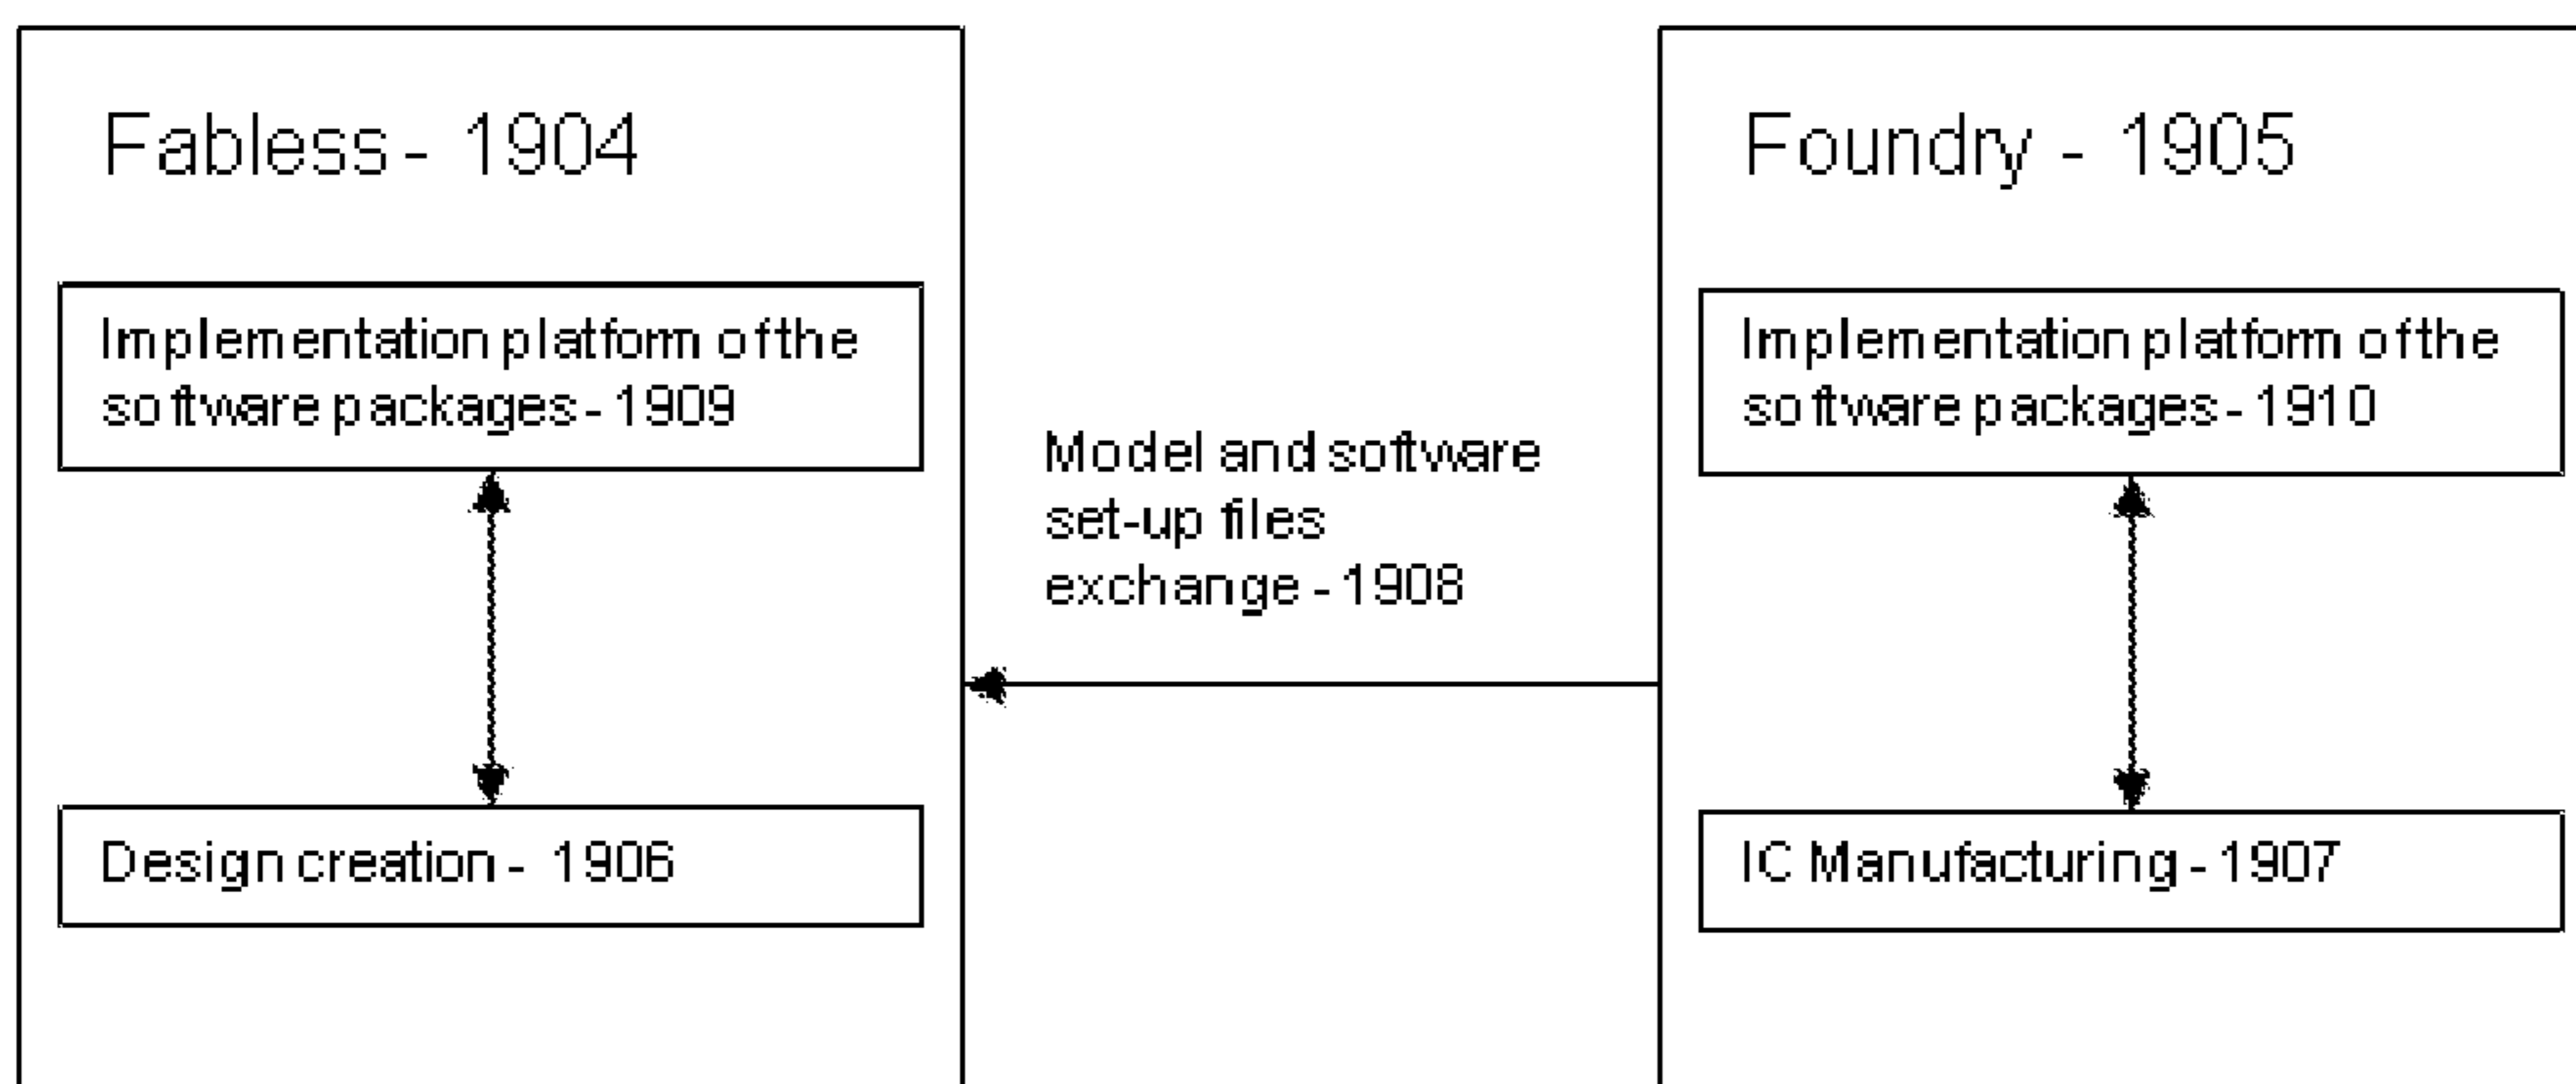 Fabless - 1904
Implementation platform of the
software packages - 1909
Design creation - 1906
Model and software
set-up files
exchange - 1908
Foundry - 1905
Implementation platform of the
software packages - 1910
IC Manufacturing - 1907